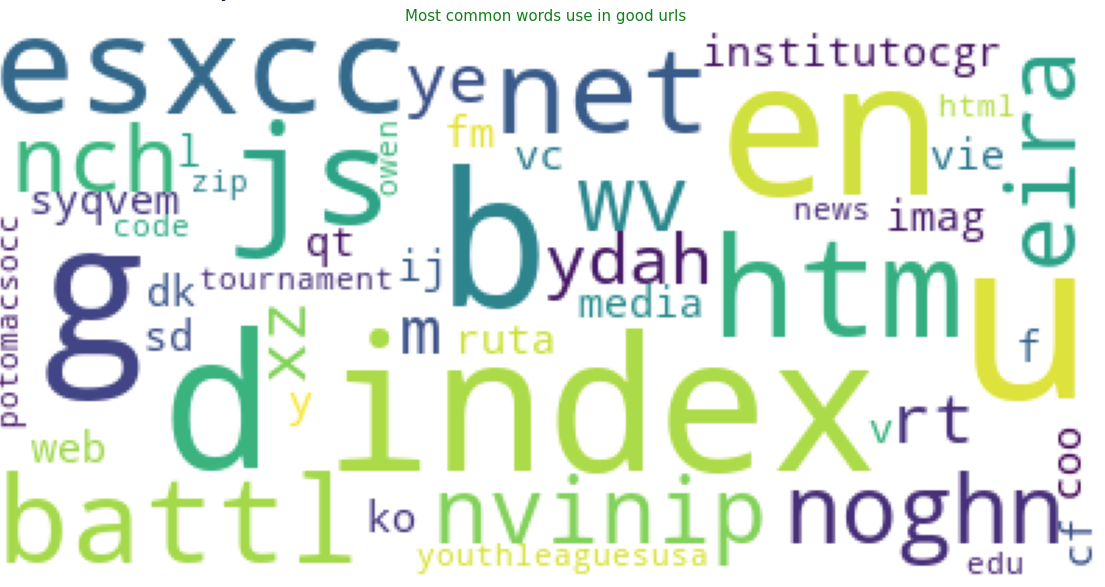 Most common words use in good urls
esxcc
ye
net
institutocgr
en
html
eira
nch
l
zip
js
owen
fm
vc
wv
vie
syqvem
code
news
imag
qt
b
ydah
htm
potomacsocc
g
dk
tournament
ij
media
u
f
sd
xz
m
ruta
d
index
y
v
rt
web
battl
ko
nvinip
noghn
coo
cf
youthleaguesusa
edu